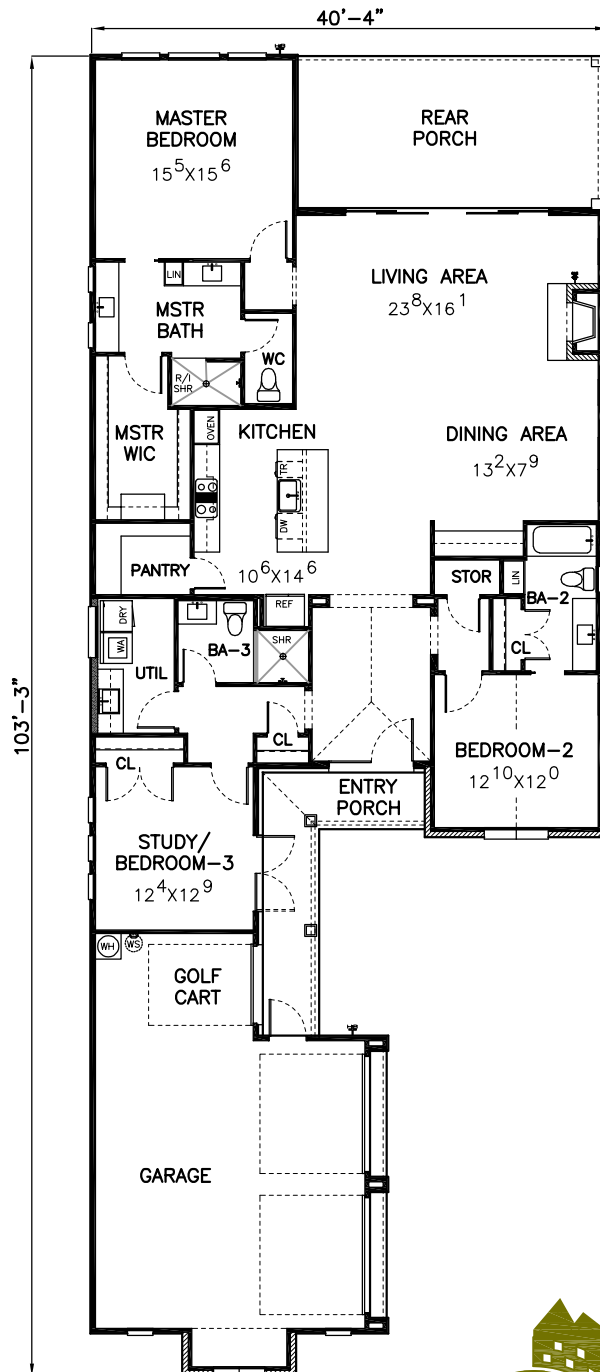 40'-4"
103'-3"
MASTER
BEDROOM
15⁵X15⁶
REAR
PORCH
LIN
MSTR
BATH
LIVING AREA
23⁸X16¹
WC
R/I
SHR
MSTR
WIC
OVEN
KITCHEN
TR
DW
DINING AREA
13²X7⁹
PANTRY
10⁶X14⁶
REF
STOR
LIN
BA-2
CL
DRY
WA
UTIL
BA-3
SHR
CL
CL
BEDROOM-2
12¹⁰X12⁰
ENTRY
PORCH
STUDY/
BEDROOM-3
12⁴X12⁹
WH
WS
GOLF
CART
GARAGE